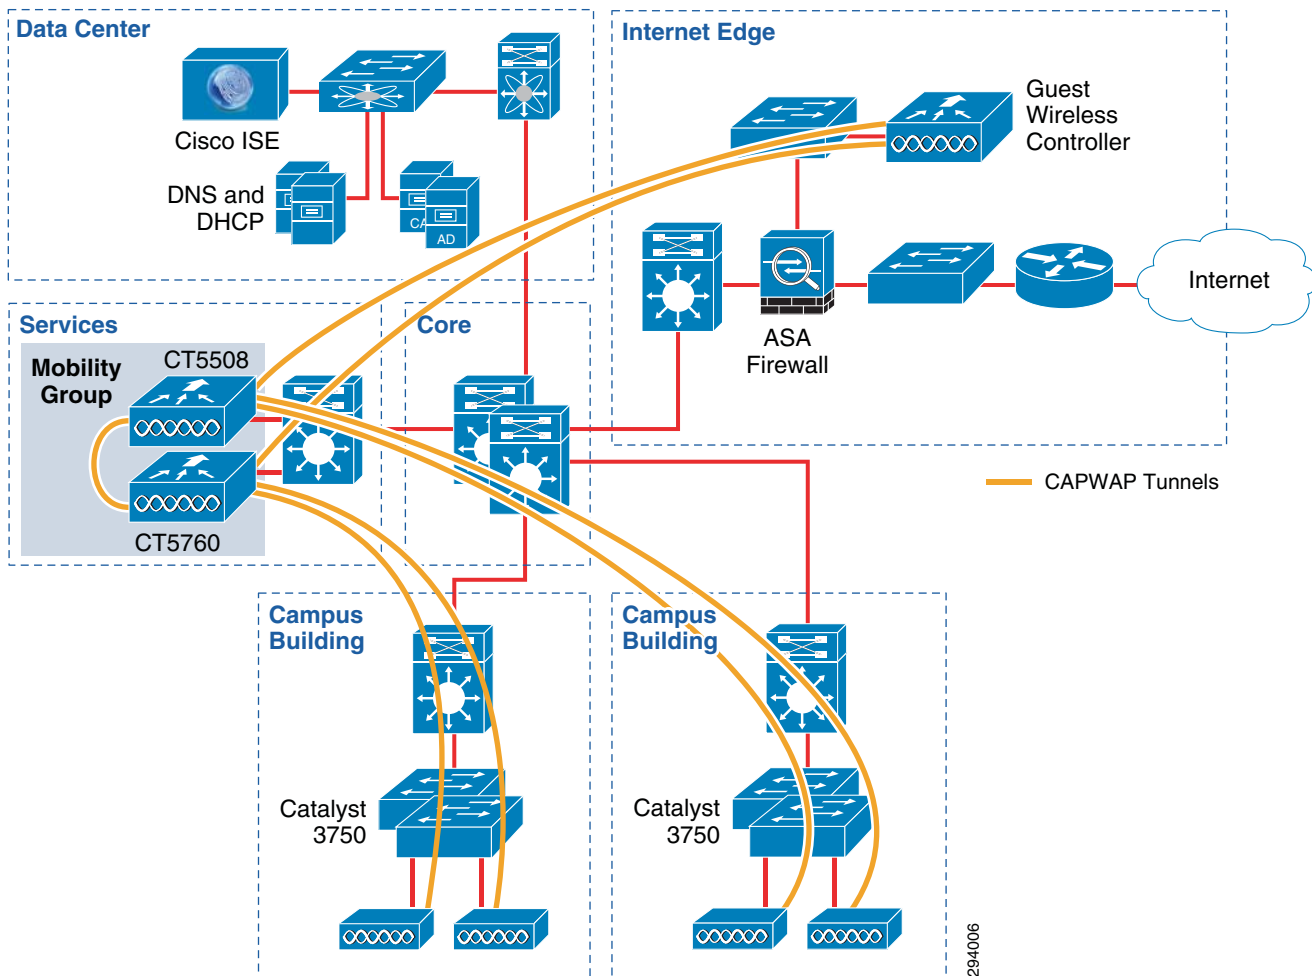 Data Center
Cisco ISE
DNS and
DHCP
CA
AD
Internet Edge
Guest
Wireless
Controller
ASA
Firewall
Internet
Services
Mobility
Group
CT5508
CT5760
Core
CAPWAP Tunnels
Campus
Building
Catalyst
3750
Campus
Building
Catalyst
3750
294006